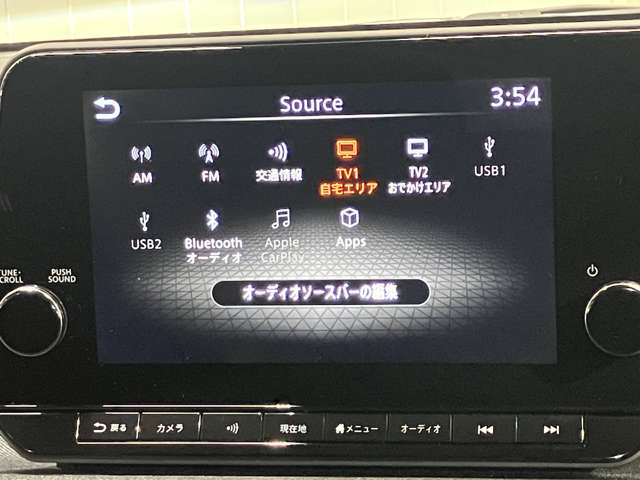 Source
3:54
AM
FM
交通情報
TV1
自宅エリア
TV2
おでかけエリア
USB1
USB2
Bluetooth
オーディオ
Apple
CarPlay
Apps
オーディオソースバーの編集
TUNE･
SCROLL
PUSH
SOUND
戻る
カメラ
現在地
メニュー
オーディオ